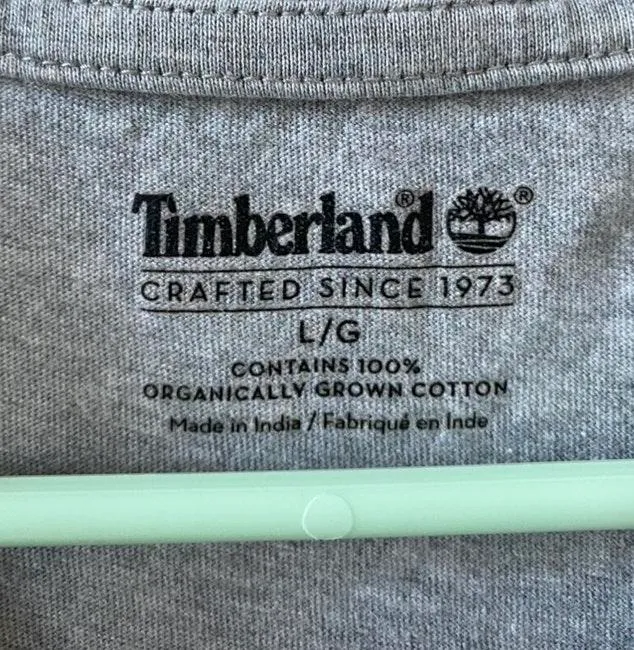 Timberland® ®
CRAFTED SINCE 1973
L/G
CONTAINS 100%
ORGANICALLY GROWN COTTON
Made in India / Fabriqué en Inde